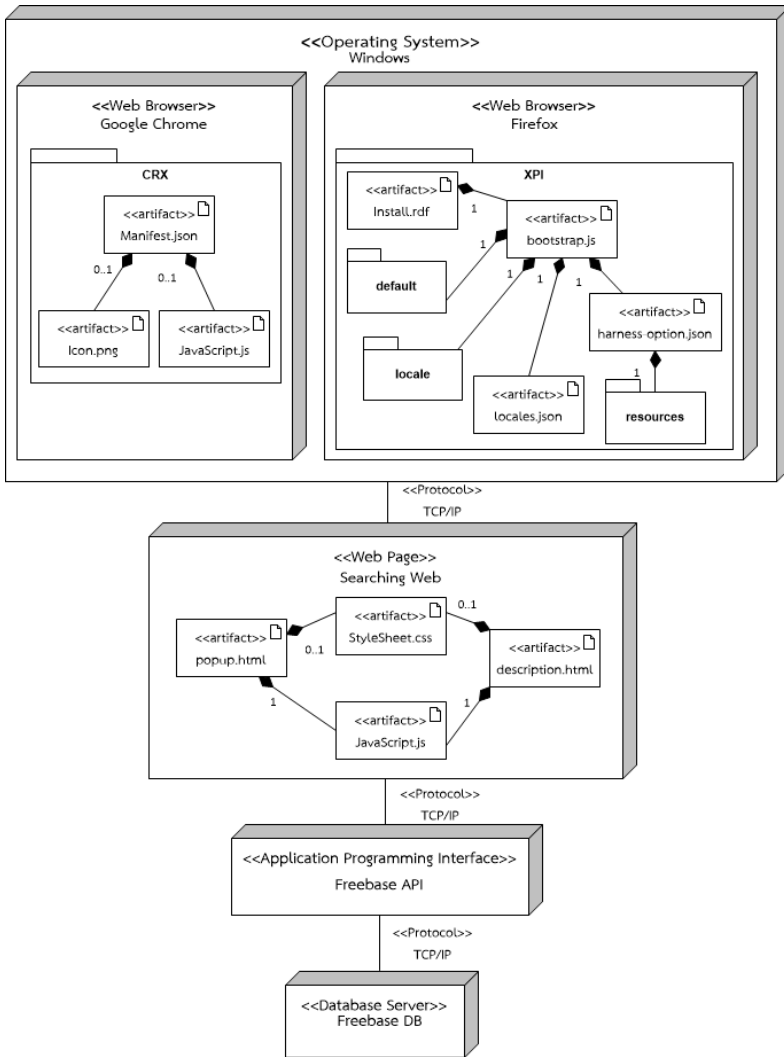 <<Operating System>>
Windows
<<Web Browser>>
Google Chrome
CRX
<<artifact>>
Manifest.json
0..1
0..1
<<artifact>>
Icon.png
<<artifact>>
JavaScript.js
<<Web Browser>>
Firefox
XPI
<<artifact>>
Install.rdf
1
<<artifact>>
bootstrap.js
1
default
1
1
1
locale
<<artifact>>
harness-option.json
<<artifact>>
locales.json
1
resources
<<Protocol>>
TCP/IP
<<Web Page>>
Searching Web
<<artifact>>
popup.html
0..1
<<artifact>>
StyleSheet.css
0..1
<<artifact>>
description.html
1
<<artifact>>
JavaScript.js
1
<<Protocol>>
TCP/IP
<<Application Programming Interface>>
Freebase API
<<Protocol>>
TCP/IP
<<Database Server>>
Freebase DB